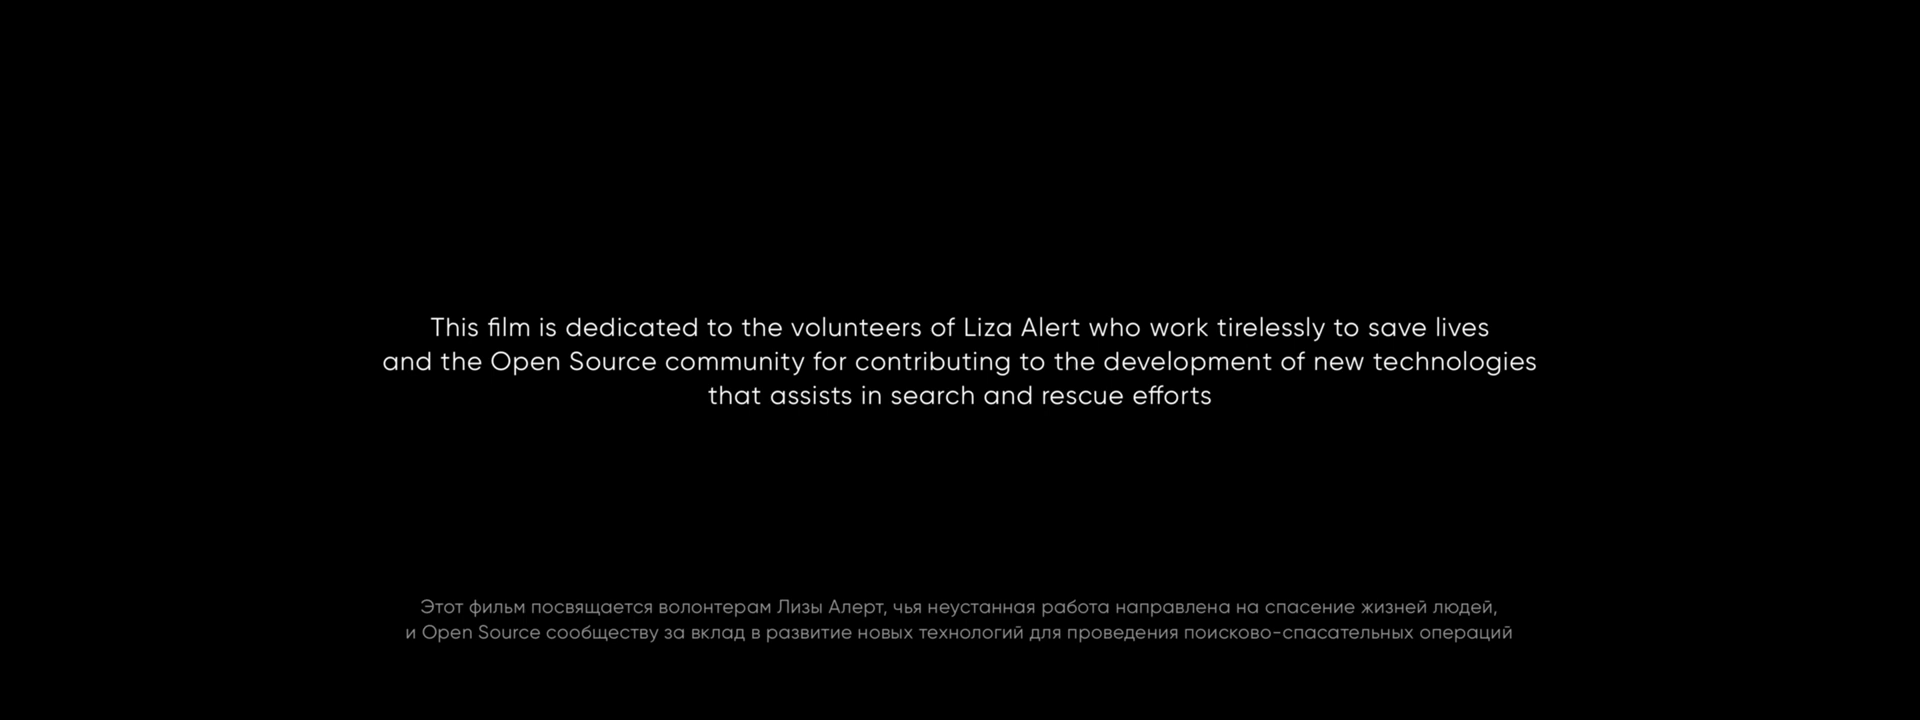 This film is dedicated to the volunteers of Liza Alert who work tirelessly to save lives
and the Open Source community for contributing to the development of new technologies
that assists in search and rescue efforts
Этот фильм посвящается волонтерам Лизы Алерт, чья неустанная работа направлена на спасение жизней людей,
и Open Source сообществу за вклад в развитие новых технологий для проведения поисково-спасательных операций